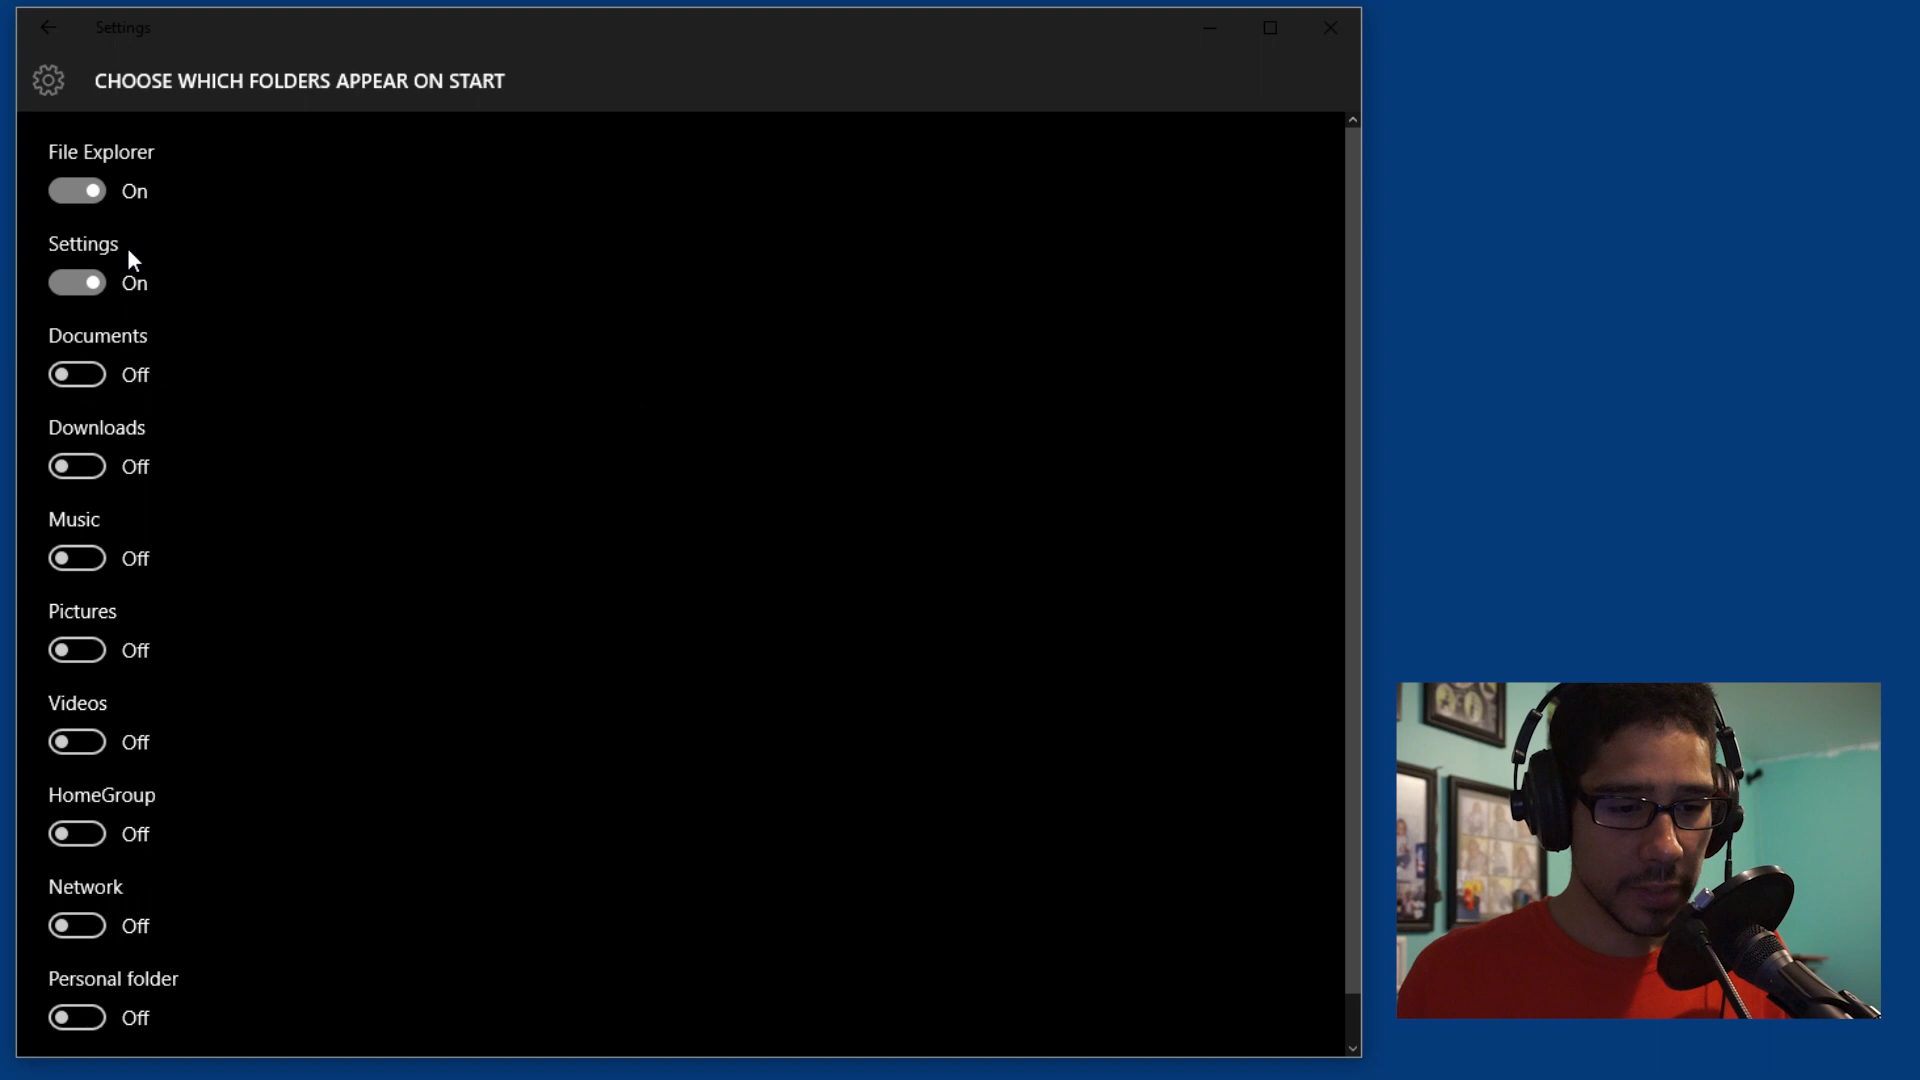 Settings
CHOOSE WHICH FOLDERS APPEAR ON START
File Explorer
On
Settings
On
Documents
Off
Downloads
Off
Music
Off
Pictures
Off
Videos
Off
HomeGroup
Off
Network
Off
Personal folder
Off